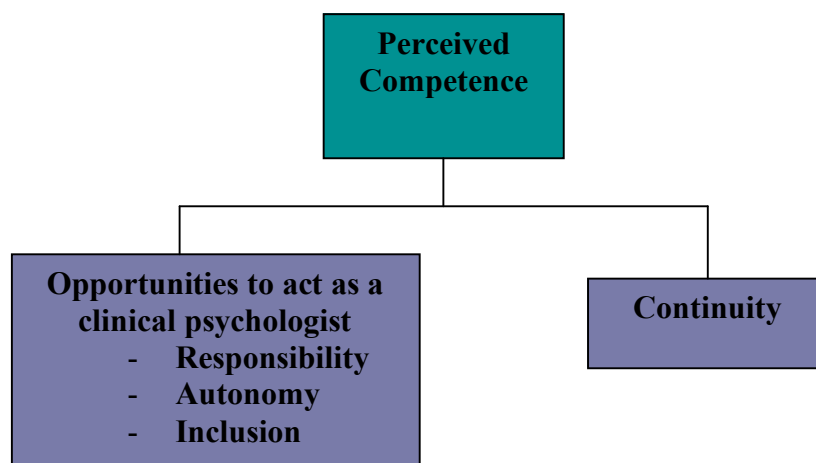 Perceived
Competence
Opportunities to act as a
clinical psychologist
- Responsibility
- Autonomy
- Inclusion
Continuity